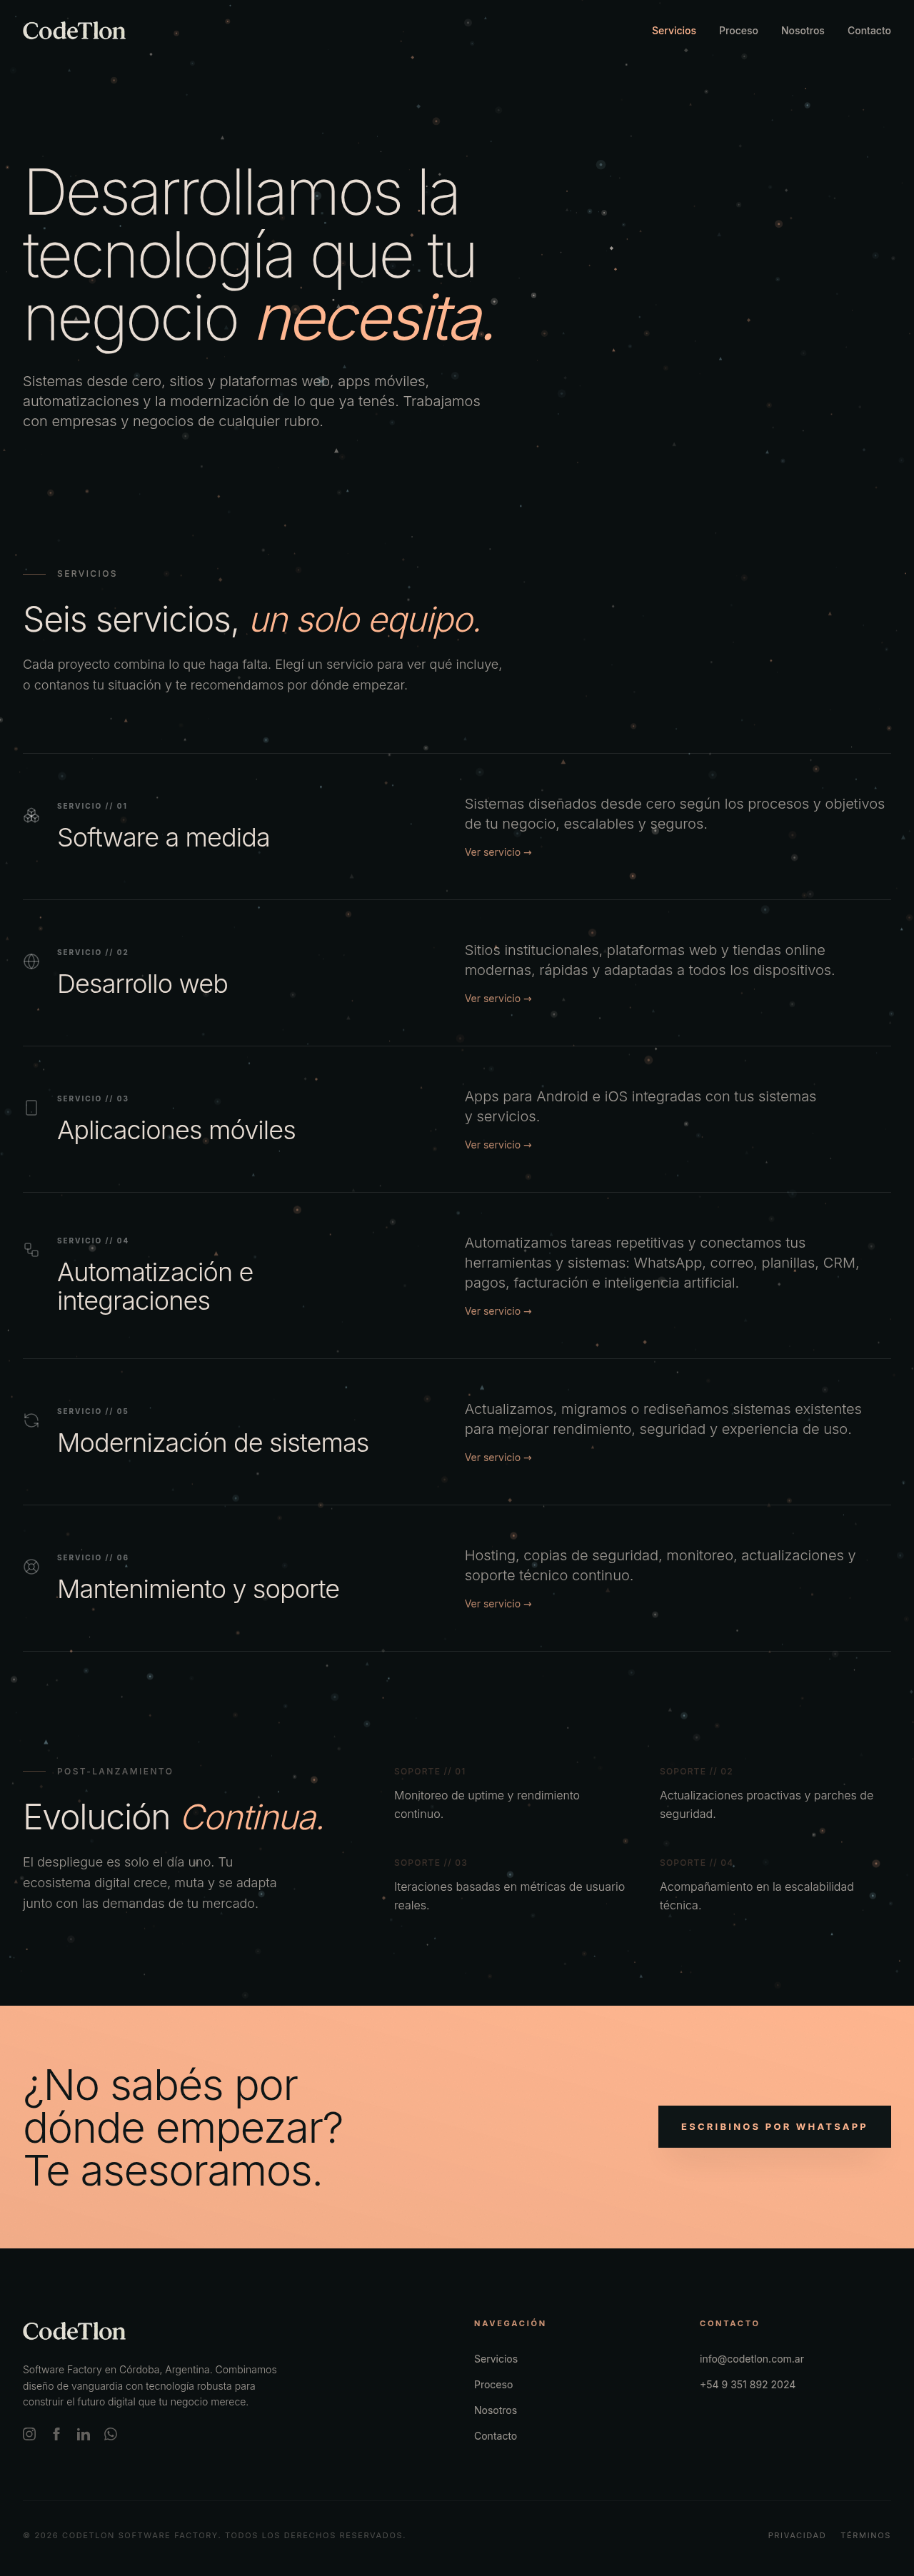 CodeTlon
Servicios Proceso Nosotros Contacto
Desarrollamos la
tecnología que tu
negocio necesita.
Sistemas desde cero, sitios y plataformas web, apps móviles,
automatizaciones y la modernización de lo que ya tenés. Trabajamos
con empresas y negocios de cualquier rubro.
SERVICIOS
Seis servicios, un solo equipo.
Cada proyecto combina lo que haga falta. Elegí un servicio para ver qué incluye,
o contanos tu situación y te recomendamos por dónde empezar.
SERVICIO // 01
Software a medida
Sistemas diseñados desde cero según los procesos y objetivos
de tu negocio, escalables y seguros.
Ver servicio →
SERVICIO // 02
Desarrollo web
Sitios institucionales, plataformas web y tiendas online
modernas, rápidas y adaptadas a todos los dispositivos.
Ver servicio →
SERVICIO // 03
Aplicaciones móviles
Apps para Android e iOS integradas con tus sistemas
y servicios.
Ver servicio →
SERVICIO // 04
Automatización e
integraciones
Automatizamos tareas repetitivas y conectamos tus
herramientas y sistemas: WhatsApp, correo, planillas, CRM,
pagos, facturación e inteligencia artificial.
Ver servicio →
SERVICIO // 05
Modernización de sistemas
Actualizamos, migramos o rediseñamos sistemas existentes
para mejorar rendimiento, seguridad y experiencia de uso.
Ver servicio →
SERVICIO // 06
Mantenimiento y soporte
Hosting, copias de seguridad, monitoreo, actualizaciones y
soporte técnico continuo.
Ver servicio →
POST-LANZAMIENTO
Evolución Continua.
El despliegue es solo el día uno. Tu
ecosistema digital crece, muta y se adapta
junto con las demandas de tu mercado.
SOPORTE // 01
Monitoreo de uptime y rendimiento
continuo.
SOPORTE // 02
Actualizaciones proactivas y parches de
seguridad.
SOPORTE // 03
Iteraciones basadas en métricas de usuario
reales.
SOPORTE // 04
Acompañamiento en la escalabilidad
técnica.
¿No sabés por
dónde empezar?
Te asesoramos.
ESCRIBINOS POR WHATSAPP
CodeTlon
Software Factory en Córdoba, Argentina. Combinamos
diseño de vanguardia con tecnología robusta para
construir el futuro digital que tu negocio merece.
NAVEGACIÓN
Servicios
Proceso
Nosotros
Contacto
CONTACTO
info@codetlon.com.ar
+54 9 351 892 2024
© 2026 CODETLON SOFTWARE FACTORY. TODOS LOS DERECHOS RESERVADOS.
PRIVACIDAD TÉRMINOS